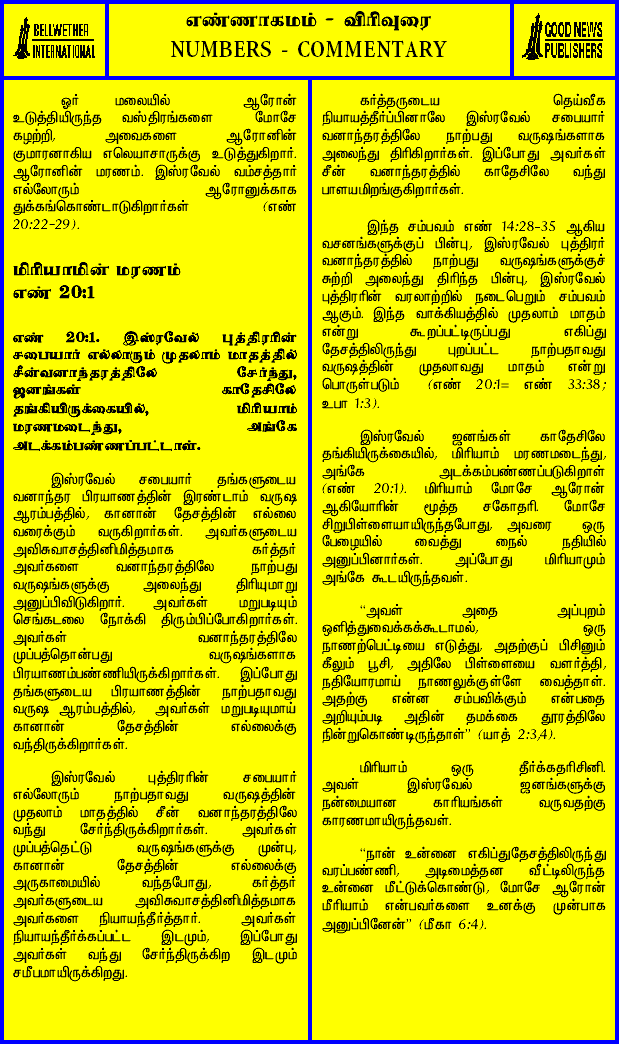 BELLWETHER
INTERNATIONAL
எண்ணாகமம் - விரிவுரை
NUMBERS - COMMENTARY
GOOD NEWS
PUBLISHERS
ஓர் மலையில் ஆரோன்
உடுத்தியிருந்த வஸ்திரங்களை மோசே
கழற்றி, அவைகளை ஆரோனின்
குமாரனாகிய எலெயாசாருக்கு உடுத்துகிறார்.
ஆரோனின் மரணம். இஸ்ரவேல் வம்சத்தார்
எல்லோரும் ஆரோனுக்காக
துக்கங்கொண்டாடுகிறார்கள் (எண்
20:22-29).
மிரியாமின் மரணம்
எண் 20:1
எண் 20:1. இஸ்ரவேல் புத்திரரின்
சபையார் எல்லாரும் முதலாம் மாதத்தில்
சீன்வனாந்தரத்திலே சேர்ந்து,
ஜனங்கள் காதேசிலே
தங்கியிருக்கையில், மிரியாம்
மரணமடைந்து, அங்கே
அடக்கம்பண்ணப்பட்டாள்.
இஸ்ரவேல் சபையார் தங்களுடைய
வனாந்தர பிரயாணத்தின் இரண்டாம் வருஷ
ஆரம்பத்தில், கானான் தேசத்தின் எல்லை
வரைக்கும் வருகிறார்கள். அவர்களுடைய
அவிசுவாசத்தினிமித்தமாக கர்த்தர்
அவர்களை வனாந்தரத்திலே நாற்பது
வருஷங்களுக்கு அலைந்து திரியுமாறு
அனுப்பிவிடுகிறார். அவர்கள் மறுபடியும்
செங்கடலை நோக்கி திரும்பிப்போகிறார்கள்.
அவர்கள் வனாந்தரத்திலே
முப்பத்தொன்பது வருஷங்களாக
பிரயாணம்பண்ணியிருக்கிறார்கள். இப்போது
தங்களுடைய பிரயாணத்தின் நாற்பதாவது
வருஷ ஆரம்பத்தில், அவர்கள் மறுபடியுமாய்
கானான் தேசத்தின் எல்லைக்கு
வந்திருக்கிறார்கள்.
இஸ்ரவேல் புத்திரரின் சபையார்
எல்லோரும் நாற்பதாவது வருஷத்தின்
முதலாம் மாதத்தில் சீன் வனாந்தரத்திலே
வந்து சேர்ந்திருக்கிறார்கள். அவர்கள்
முப்பத்தெட்டு வருஷங்களுக்கு முன்பு,
கானான் தேசத்தின் எல்லைக்கு
அருகாமையில் வந்தபோது, கர்த்தர்
அவர்களுடைய அவிசுவாசத்தினிமித்தமாக
அவர்களை நியாயந்தீர்த்தார். அவர்கள்
நியாயந்தீர்க்கப்பட்ட இடமும், இப்போது
அவர்கள் வந்து சேர்ந்திருக்கிற இடமும்
சமீபமாயிருக்கிறது.
கர்த்தருடைய தெய்வீக
நியாயத்தீர்ப்பினாலே இஸ்ரவேல் சபையார்
வனாந்தரத்திலே நாற்பது வருஷங்களாக
அலைந்து திரிகிறார்கள். இப்போது அவர்கள்
சீன் வனாந்தரத்தில் காதேசிலே வந்து
பாளயமிறங்குகிறார்கள்.
இந்த சம்பவம் எண் 14:28-35 ஆகிய
வசனங்களுக்குப் பின்பு, இஸ்ரவேல் புத்திரர்
வனாந்தரத்தில் நாற்பது வருஷங்களுக்குச்
சுற்றி அலைந்து திரிந்த பின்பு, இஸ்ரவேல்
புத்திரரின் வரலாற்றில் நடைபெறும் சம்பவம்
ஆகும். இந்த வாக்கியத்தில் முதலாம் மாதம்
என்று கூறப்பட்டிருப்பது எகிப்து
தேசத்திலிருந்து புறப்பட்ட நாற்பதாவது
வருஷத்தின் முதலாவது மாதம் என்று
பொருள்படும் (எண் 20:1= எண் 33:38;
உபா 1:3).
இஸ்ரவேல் ஜனங்கள் காதேசிலே
தங்கியிருக்கையில், மிரியாம் மரணமடைந்து,
அங்கே அடக்கம்பண்ணப்படுகிறாள்
(எண் 20:1). மிரியாம் மோசே ஆரோன்
ஆகியோரின் மூத்த சகோதரி. மோசே
சிறுபிள்ளையாயிருந்தபோது, அவரை ஒரு
பேழையில் வைத்து நைல் நதியில்
அனுப்பினார்கள். அப்போது மிரியாமும்
அங்கே கூடயிருந்தவள்.
"அவள் அதை அப்புறம்
ஒளித்துவைக்கக்கூடாமல், ஒரு
நாணற்பெட்டியை எடுத்து, அதற்குப் பிசினும்
கீலும் பூசி, அதிலே பிள்ளையை வளர்த்தி,
நதியோரமாய் நாணலுக்குள்ளே வைத்தாள்.
அதற்கு என்ன சம்பவிக்கும் என்பதை
அறியும்படி அதின் தமக்கை தூரத்திலே
நின்றுகொண்டிருந்தாள்" (யாத் 2:3,4).
மிரியாம் ஒரு தீர்க்கதரிசினி.
அவள் இஸ்ரவேல் ஜனங்களுக்கு
நன்மையான காரியங்கள் வருவதற்கு
காரணமாயிருந்தவள்.
"நான் உன்னை எகிப்துதேசத்திலிருந்து
வரப்பண்ணி, அடிமைத்தன வீட்டிலிருந்த
உன்னை மீட்டுக்கொண்டு, மோசே ஆரோன்
மீரியாம் என்பவர்களை உனக்கு முன்பாக
அனுப்பினேன்" (மீகா 6:4).